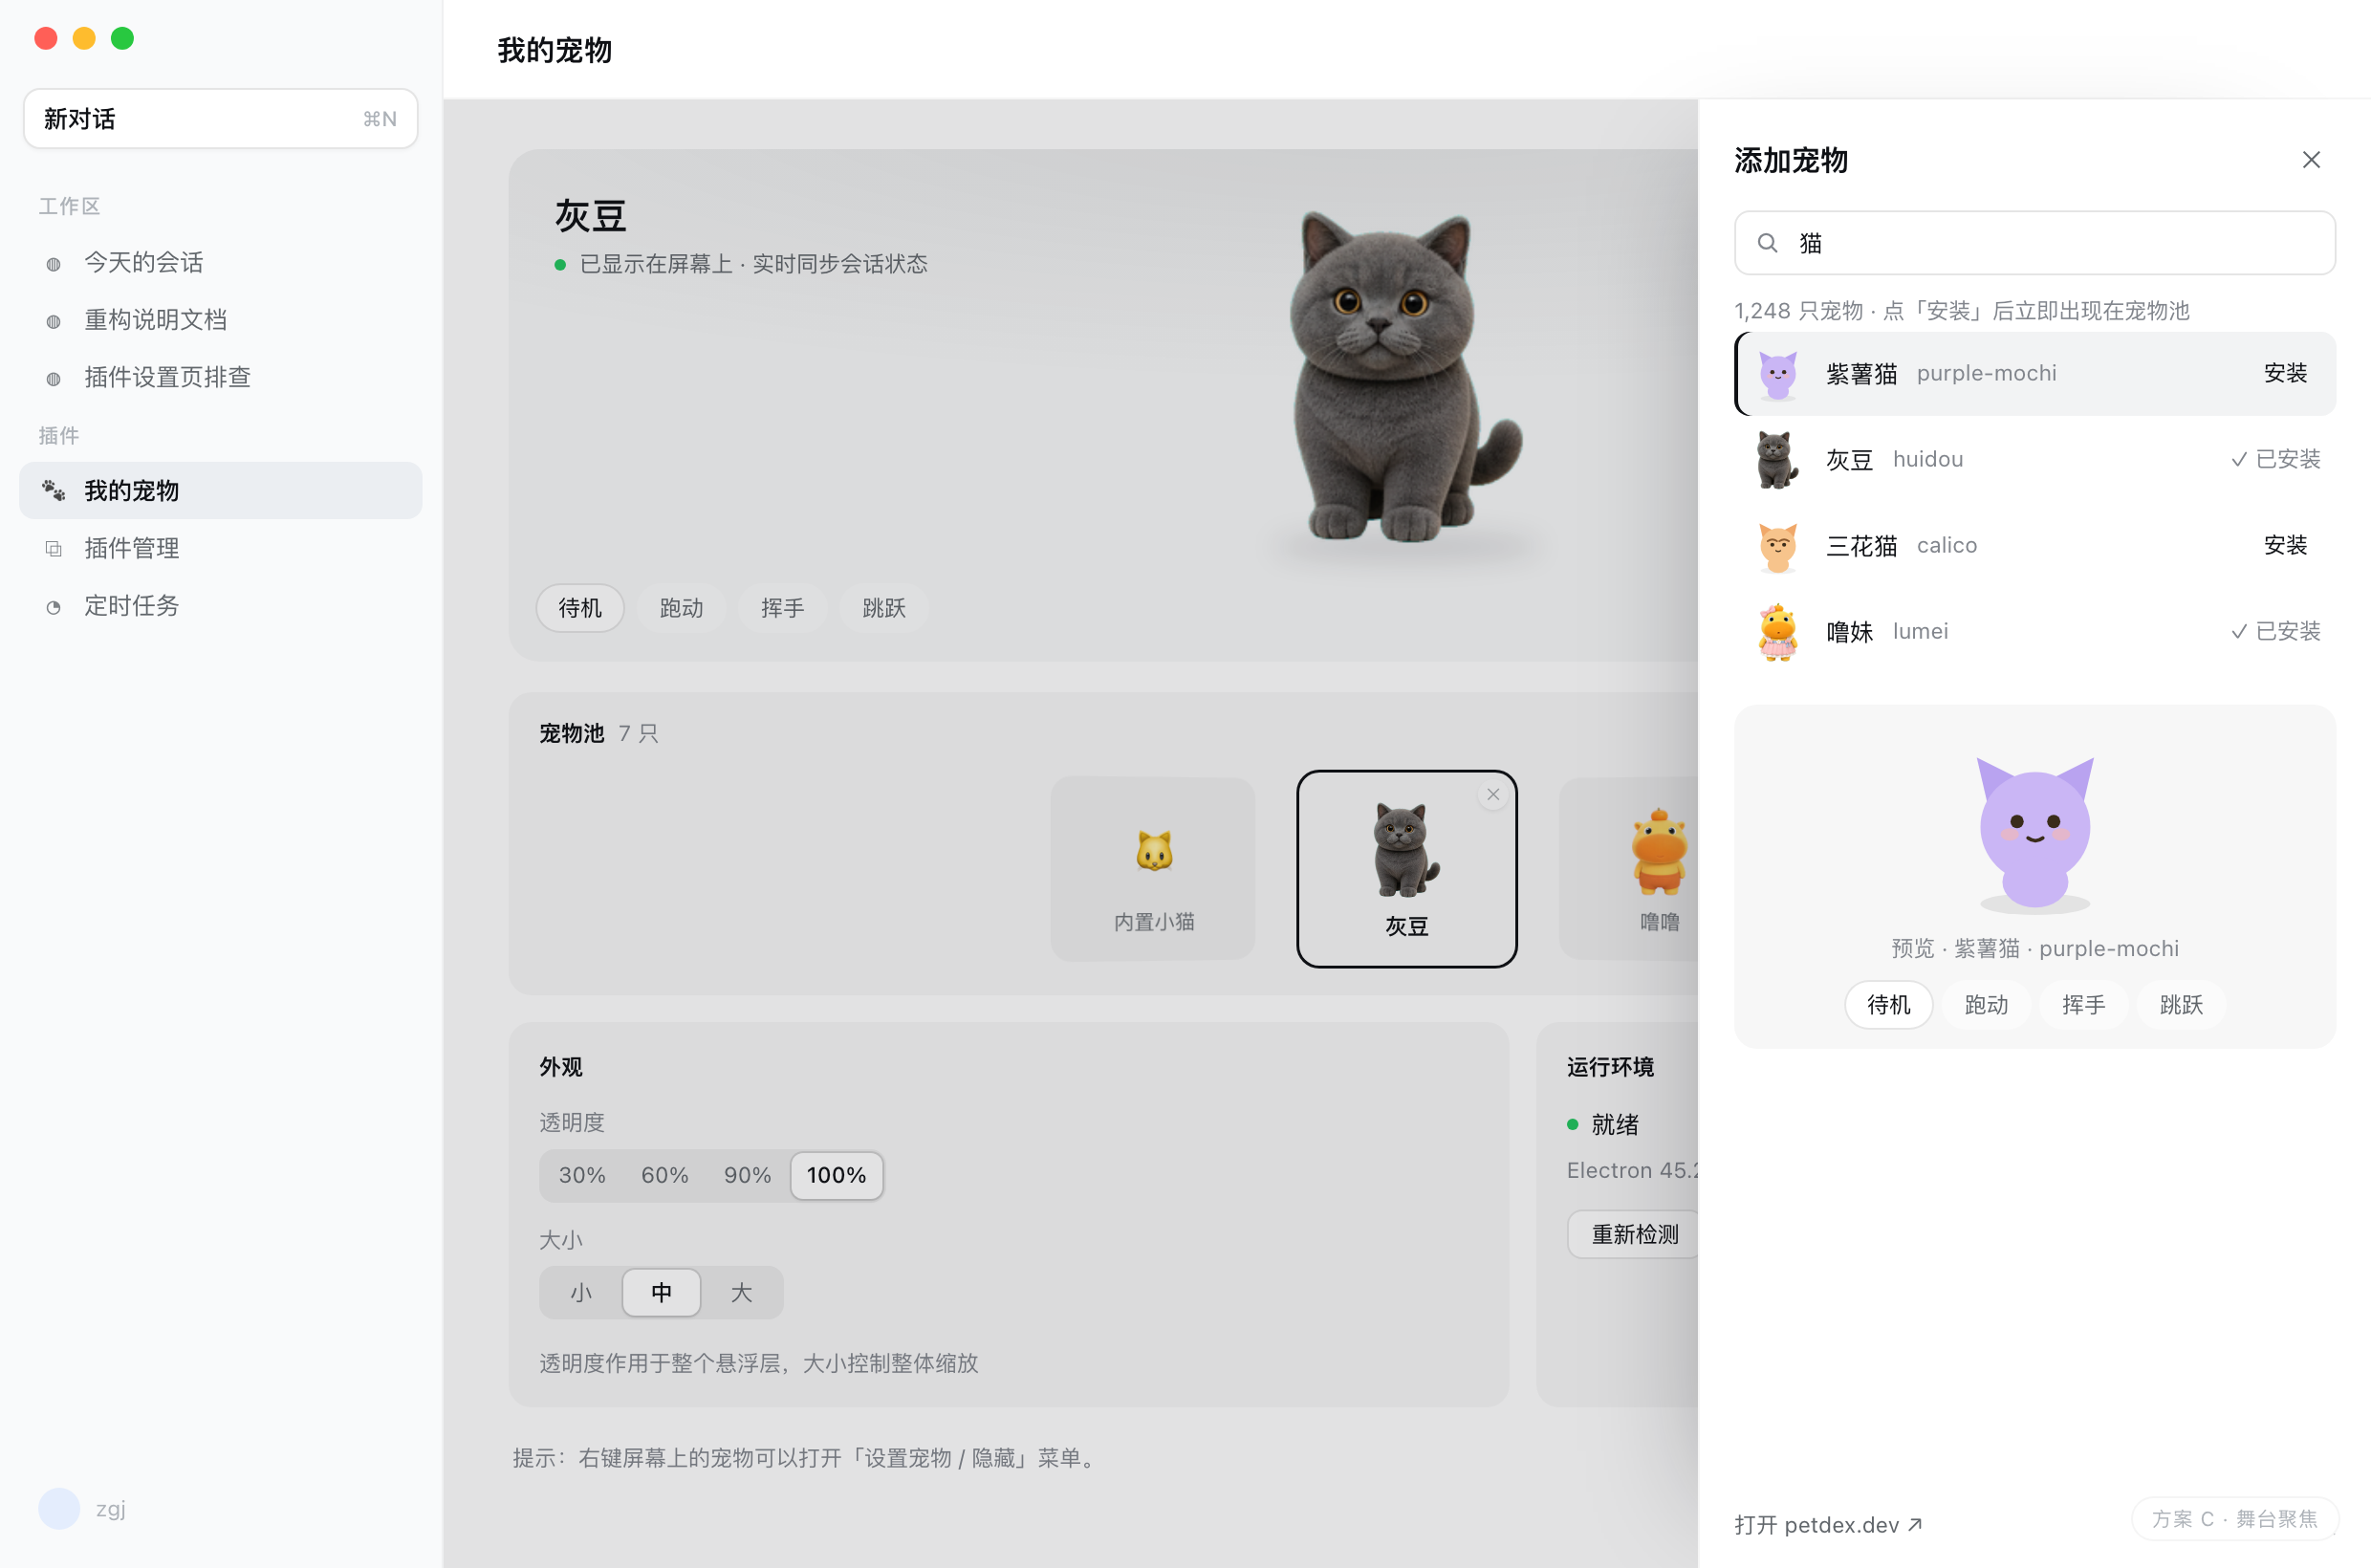 我的宠物
新对话 ⌘N
工作区
今天的会话
重构说明文档
插件设置页排查
插件
我的宠物
插件管理
定时任务
zgj
灰豆
已显示在屏幕上 · 实时同步会话状态
待机 跑动 挥手 跳跃
宠物池 7 只
内置小猫 灰豆 噜噜
外观
透明度
30% 60% 90% 100%
大小
小 中 大
透明度作用于整个悬浮层，大小控制整体缩放
运行环境
就绪
Electron 45.
重新检测
提示：右键屏幕上的宠物可以打开「设置宠物 / 隐藏」菜单。
添加宠物
猫
1,248 只宠物 · 点「安装」后立即出现在宠物池
紫薯猫 purple-mochi 安装
灰豆 huidou ✓ 已安装
三花猫 calico 安装
噜妹 lumei ✓ 已安装
预览 · 紫薯猫 · purple-mochi
待机 跑动 挥手 跳跃
打开 petdex.dev ↗
方案 C · 舞台聚焦